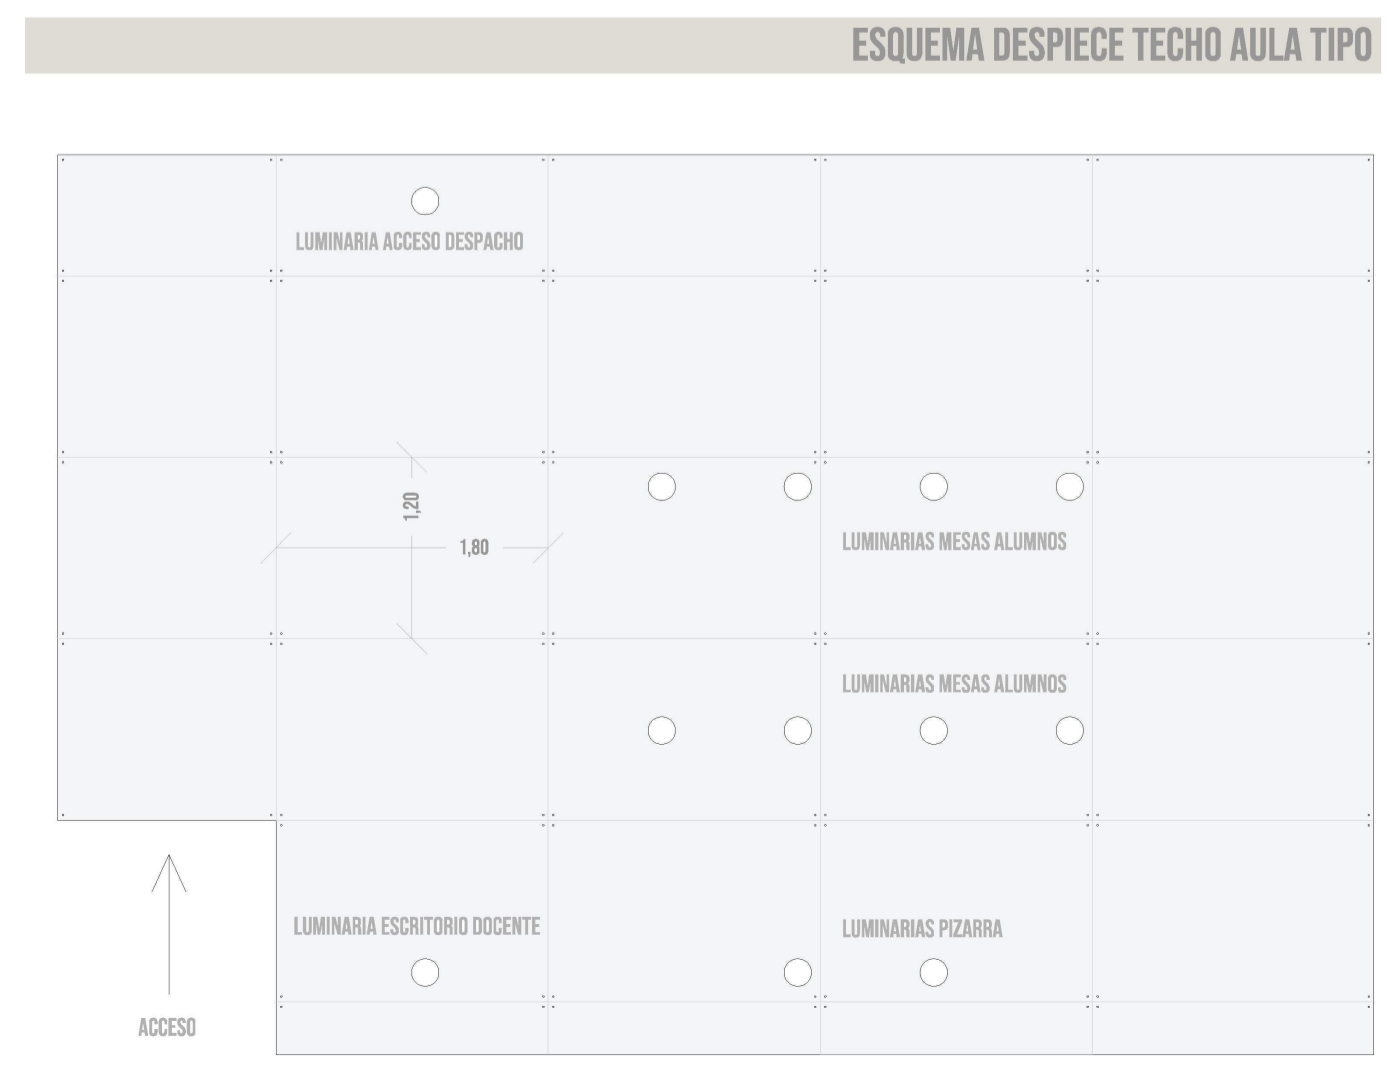 ESQUEMA DESPIECE TECHO AULA TIPO
LUMINARIA ACCESO DESPACHO
1,20
1,80
LUMINARIAS MESAS ALUMNOS
LUMINARIAS MESAS ALUMNOS
LUMINARIA ESCRITORIO DOCENTE
LUMINARIAS PIZARRA
ACCESO